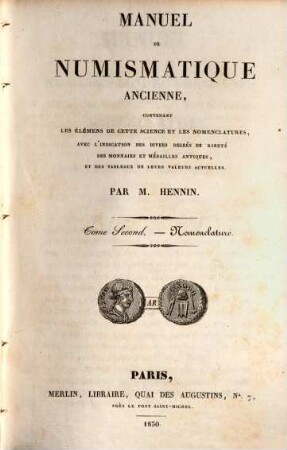 MANUEL
DE
NUMISMATIQUE
ANCIENNE,
CONTENANT
LES ÉLÉMENS DE CETTE SCIENCE ET LES NOMENCLATURES,
AVEC L'INDICATION DES DIVERS DEGRÉS DE RARETÉ
DES MONNAIES ET MÉDAILLES ANTIQUES,
ET DES TABLEAUX DE LEURS VALEURS ACTUELLES.
PAR M. HENNIN.
Tome Second. — Nomenclature.
AR
PARIS,
MERLIN, LIBRAIRE, QUAI DES AUGUSTINS, No. 7,
PRÈS LE PONT SAINT-MICHEL.
1830.